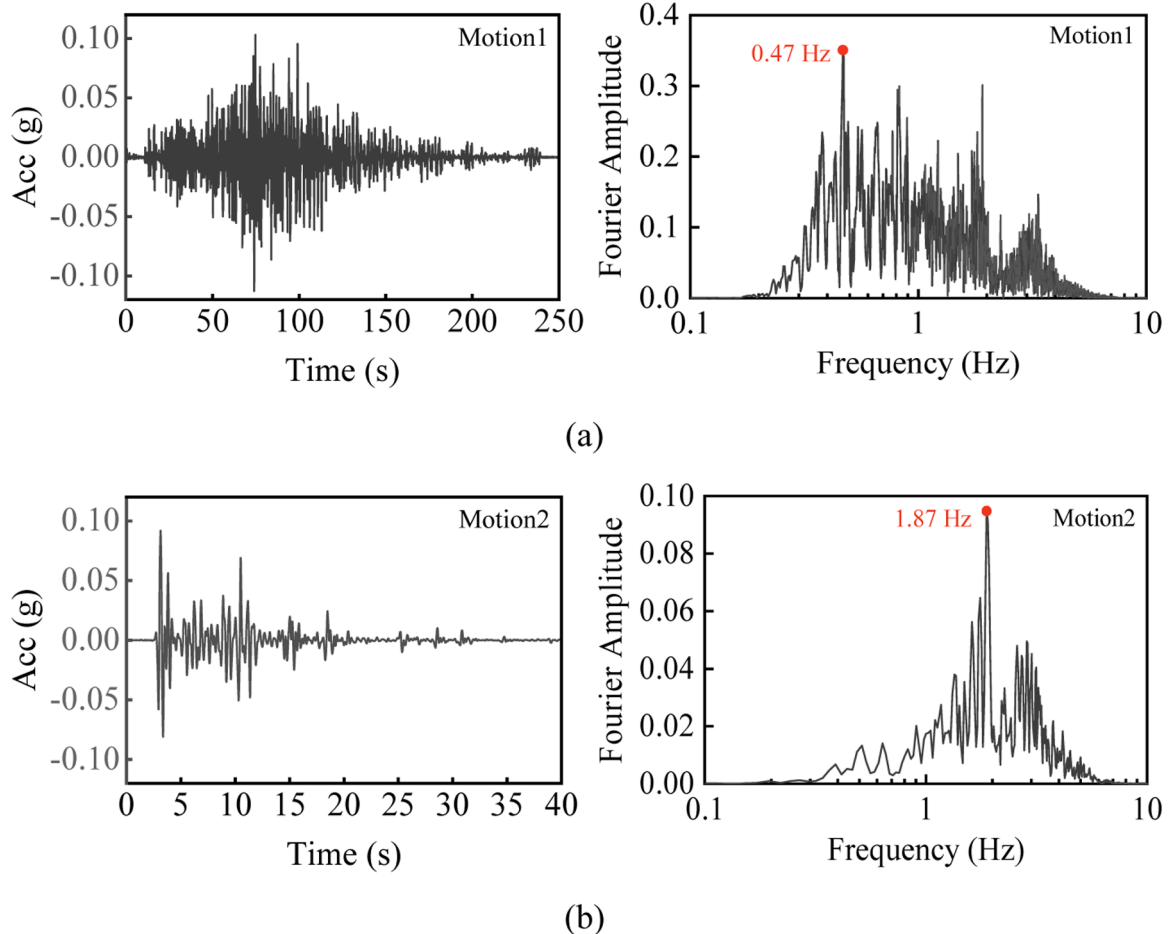 Motion1
0.10
0.05
0.00
-0.05
-0.10
Acc (g)
0 50 100 150 200 250
Time (s)
Motion1
0.47 Hz
0.4
0.3
0.2
0.1
0.0
Fourier Amplitude
0.1 1 10
Frequency (Hz)
(a)
Motion2
0.10
0.05
0.00
-0.05
-0.10
Acc (g)
0 5 10 15 20 25 30 35 40
Time (s)
Motion2
1.87 Hz
0.10
0.08
0.06
0.04
0.02
0.00
Fourier Amplitude
0.1 1 10
Frequency (Hz)
(b)